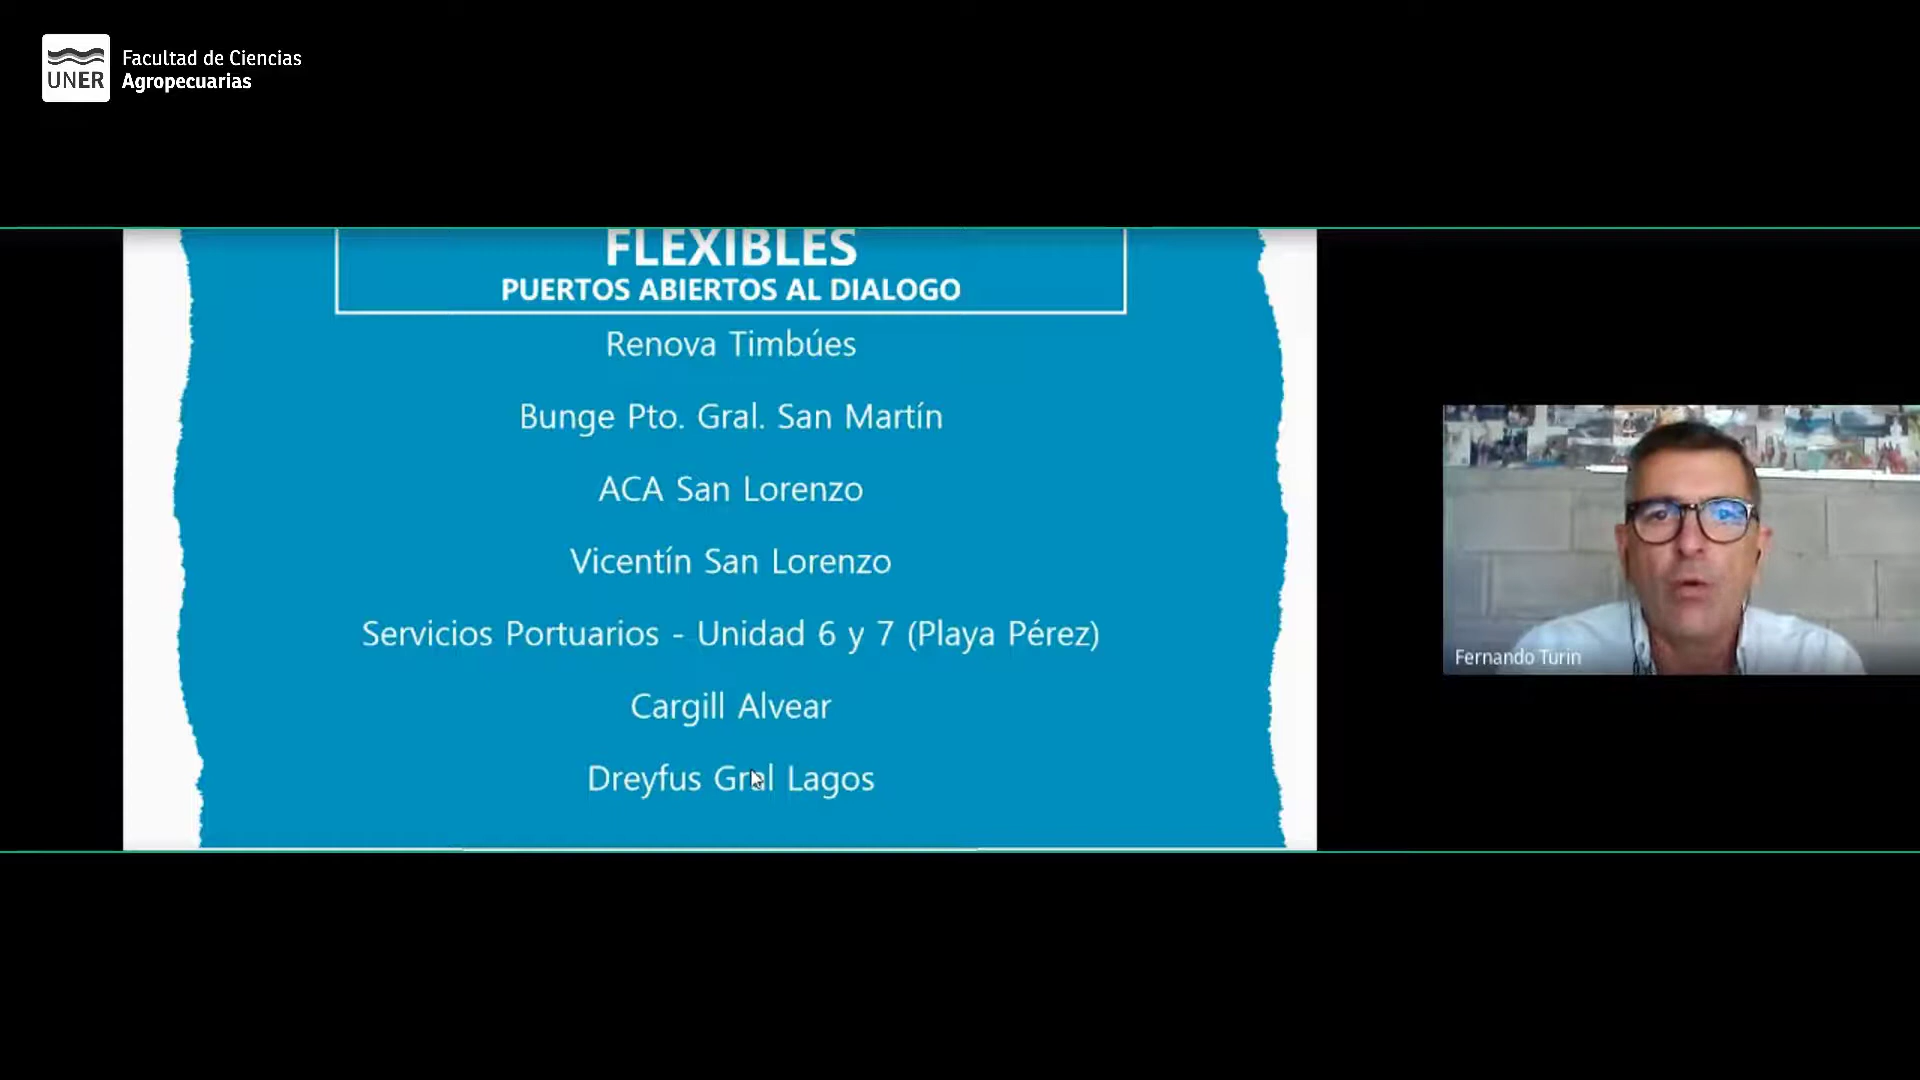 UNER
Facultad de Ciencias
Agropecuarias
FLEXIBLES
PUERTOS ABIERTOS AL DIALOGO
Renova Timbúes
Bunge Pto. Gral. San Martín
ACA San Lorenzo
Vicentín San Lorenzo
Servicios Portuarios - Unidad 6 y 7 (Playa Pérez)
Cargill Alvear
Dreyfus Gral Lagos
Fernando Turin